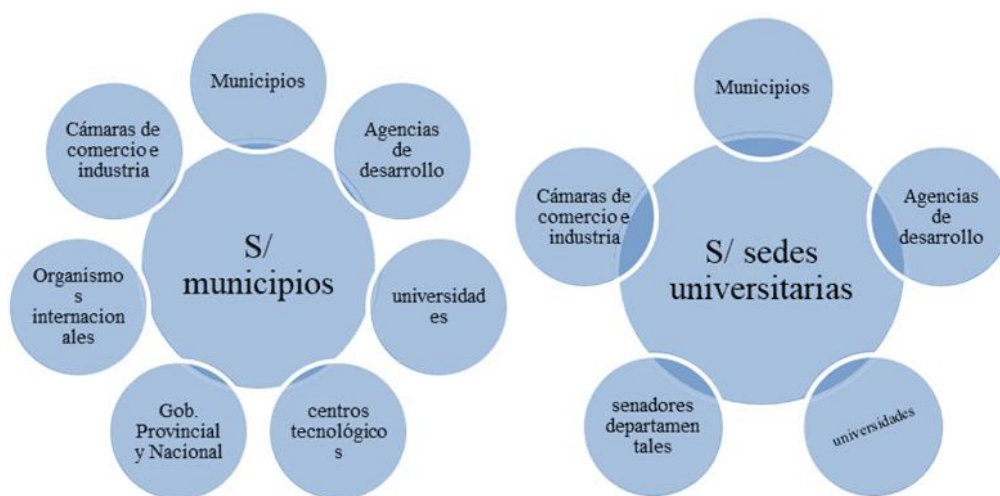 Municipios
Cámaras de
comercio e
industria
Agencias
de
desarrollo
S/
municipios
Organismo
s
internacion
ales
universidad
es
Gob.
Provincial
y Nacional
centros
tecnológico
s
Municipios
Cámaras de
comercio e
industria
Agencias
de
desarrollo
S/ sedes
universitarias
senadores
departamen
tales
universidades